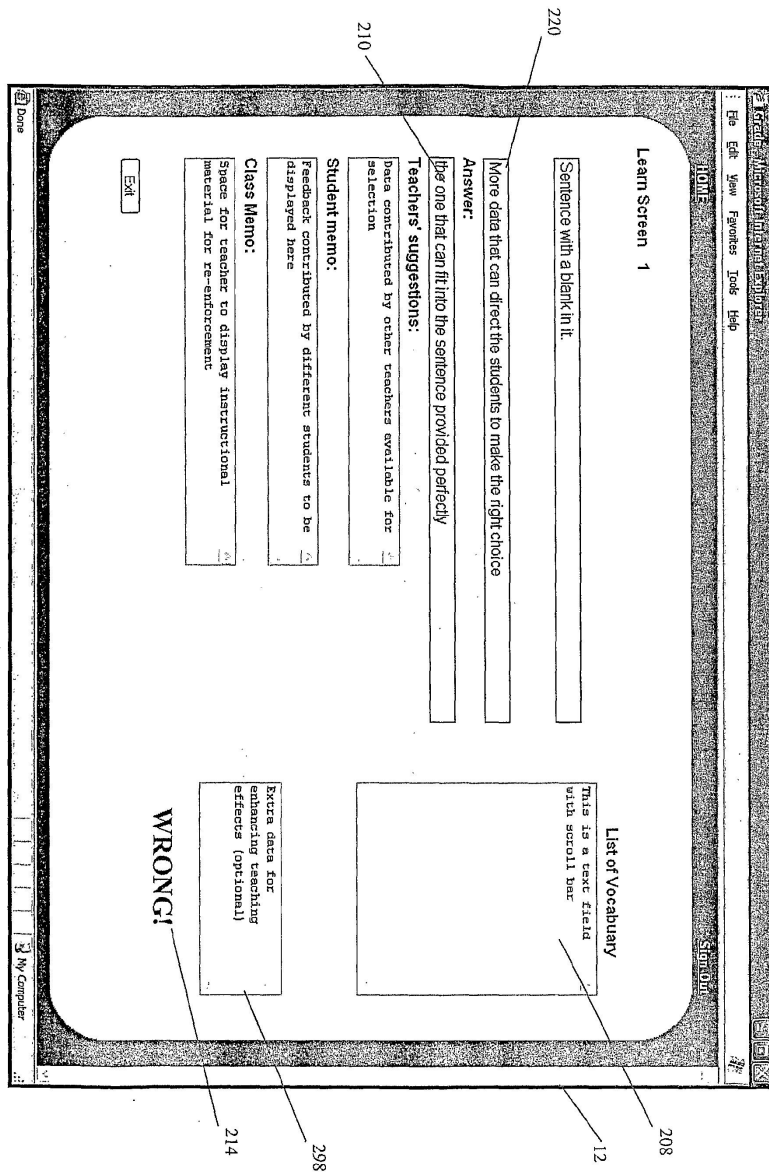 Grade - Microsoft Internet Explorer
File Edit View Favorites Tools Help
HOME
Sign Out
Learn Screen 1
Sentence with a blank in it.
220
More data that can direct the students to make the right choice
Answer:
210
the one that can fit into the sentence provided perfectly
Teachers' suggestions:
Data contributed by other teachers available for
selection
Student memo:
Feedback contributed by different students to be
displayed here
Class Memo:
Space for teacher to display instructional
material for re-enforcement
Exit
List of Vocabuary
This is a text field
with scroll bar
Extra data for
enhancing teaching
effects (optional)
WRONG!
12
208
298
214
Done
My Computer